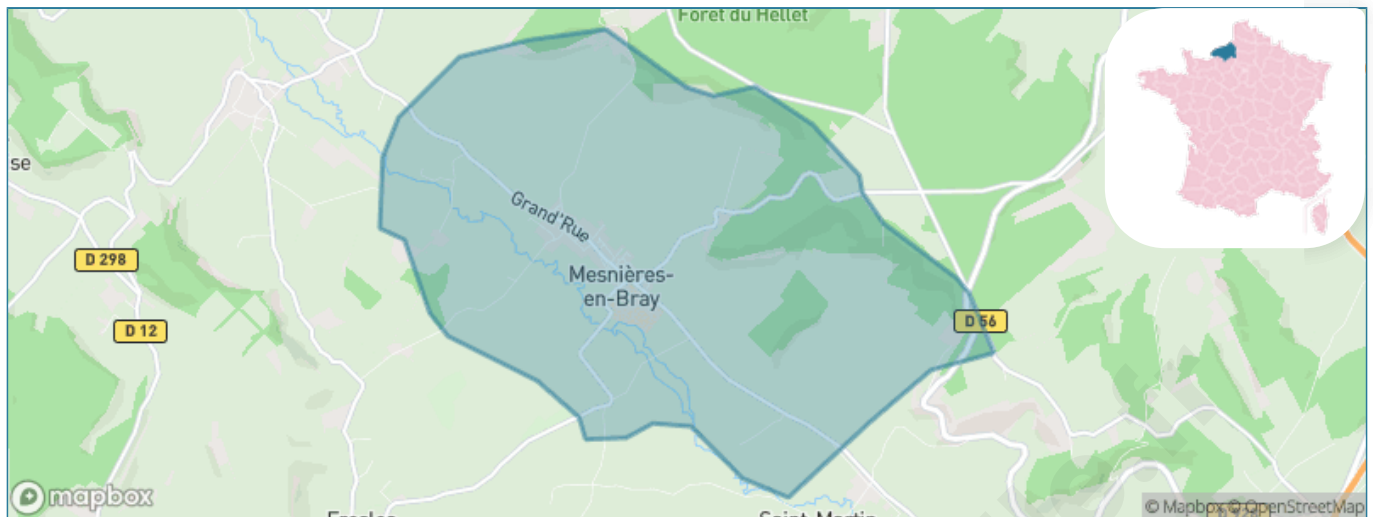 Foret du Hellet
se
Grand'Rue
D 298
Mesnières-
en-Bray
D 12
D 56
mapbox
© Mapbox © OpenStreetMap